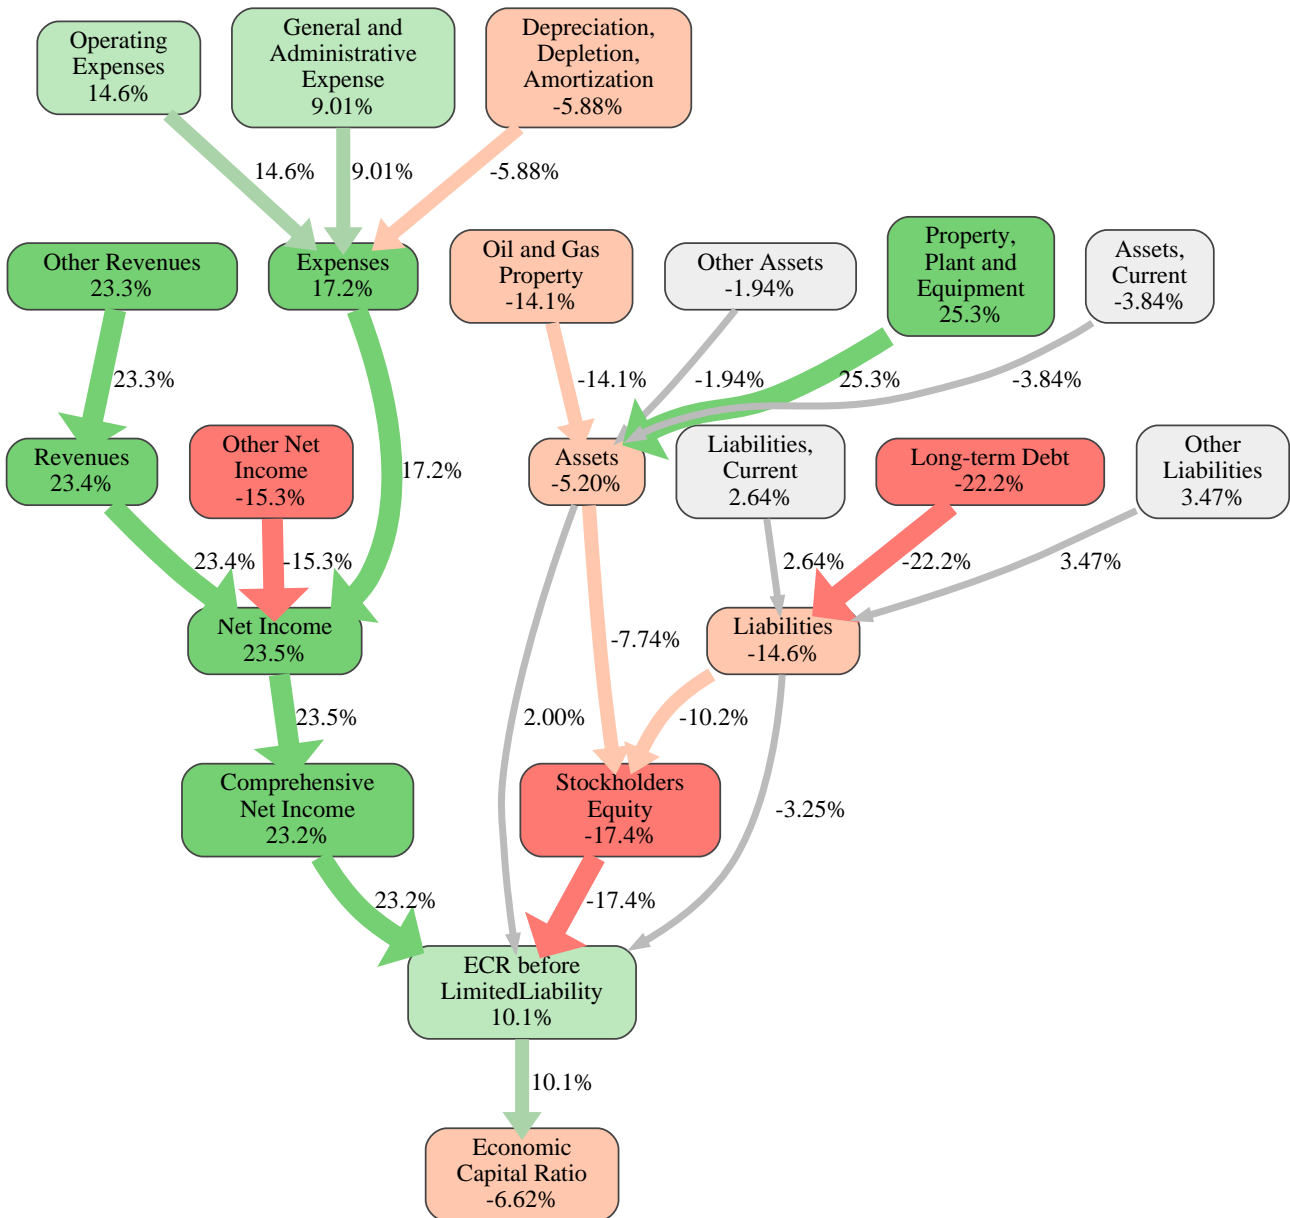 Operating
Expenses
14.6%
General and
Administrative
Expense
9.01%
Depreciation,
Depletion,
Amortization
-5.88%
14.6%
9.01%
-5.88%
Other Revenues
23.3%
Expenses
17.2%
Oil and Gas
Property
-14.1%
Other Assets
-1.94%
Property,
Plant and
Equipment
25.3%
Assets,
Current
-3.84%
23.3%
-14.1%
-1.94%
25.3%
-3.84%
Revenues
23.4%
Other Net
Income
-15.3%
17.2%
Assets
-5.20%
Liabilities,
Current
2.64%
Long-term Debt
-22.2%
Other
Liabilities
3.47%
23.4%
-15.3%
2.64%
-22.2%
3.47%
Net Income
23.5%
-7.74%
Liabilities
-14.6%
23.5%
2.00%
-10.2%
Comprehensive
Net Income
23.2%
Stockholders
Equity
-17.4%
-3.25%
23.2%
-17.4%
ECR before
LimitedLiability
10.1%
10.1%
Economic
Capital Ratio
-6.62%